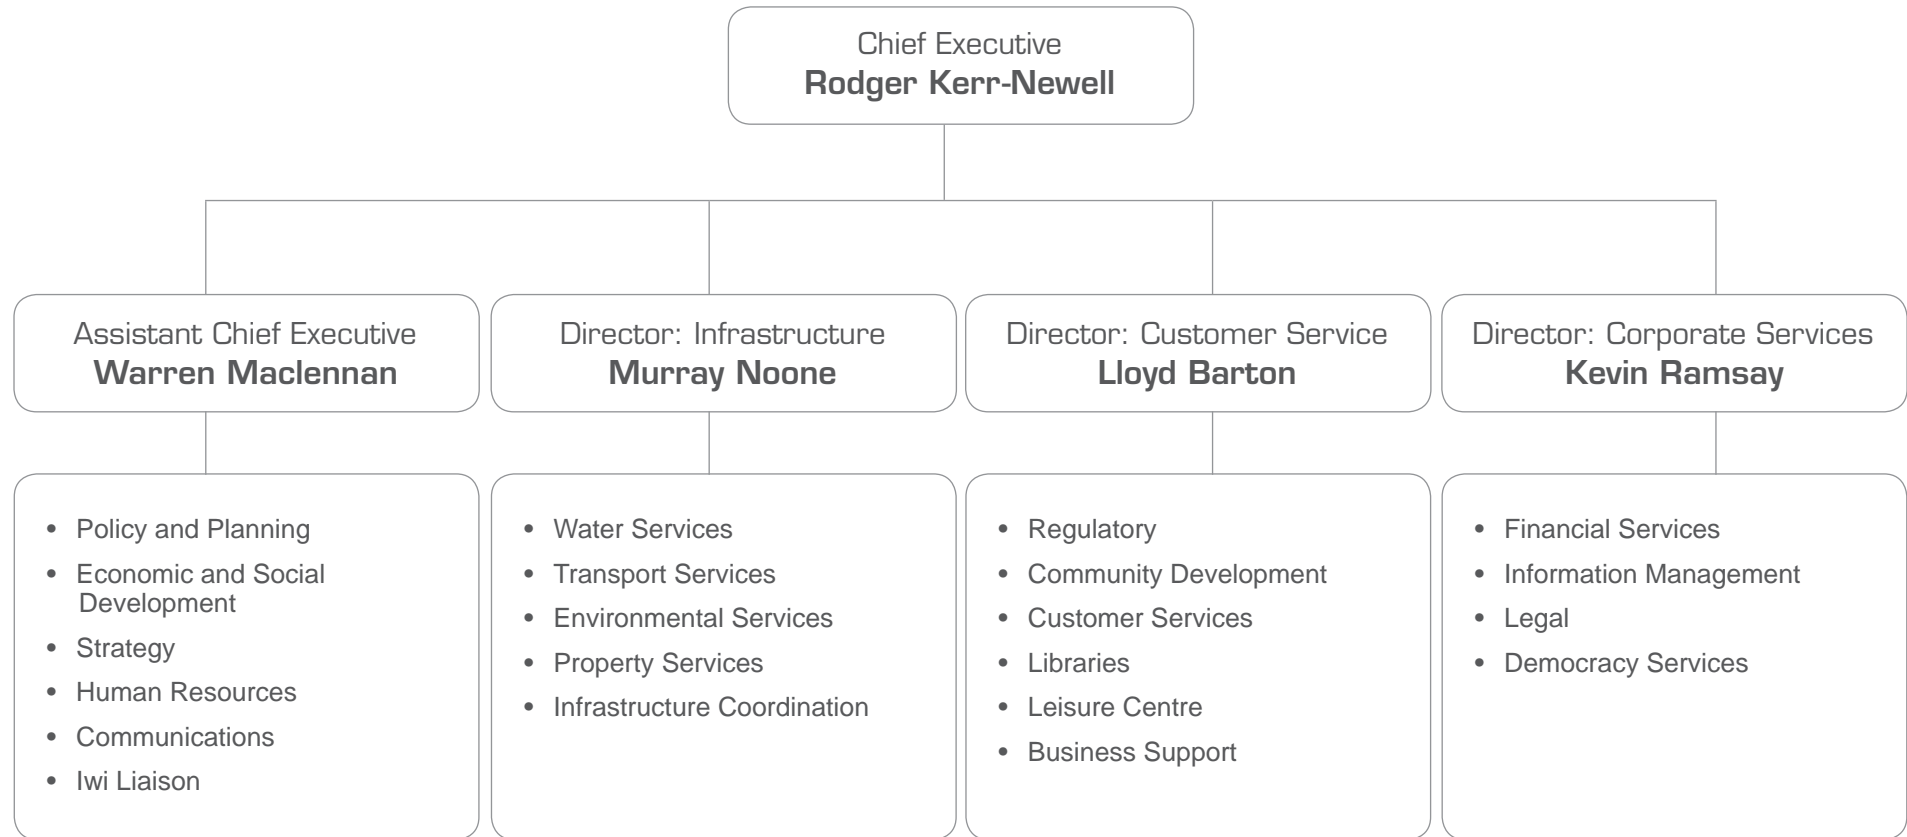 Chief Executive
Rodger Kerr-Newell
Assistant Chief Executive
Warren Maclennan
Director: Infrastructure
Murray Noone
Director: Customer Service
Lloyd Barton
Director: Corporate Services
Kevin Ramsay
• Policy and Planning
• Economic and Social
Development
• Strategy
• Human Resources
• Communications
• Iwi Liaison
• Water Services
• Transport Services
• Environmental Services
• Property Services
• Infrastructure Coordination
• Regulatory
• Community Development
• Customer Services
• Libraries
• Leisure Centre
• Business Support
• Financial Services
• Information Management
• Legal
• Democracy Services